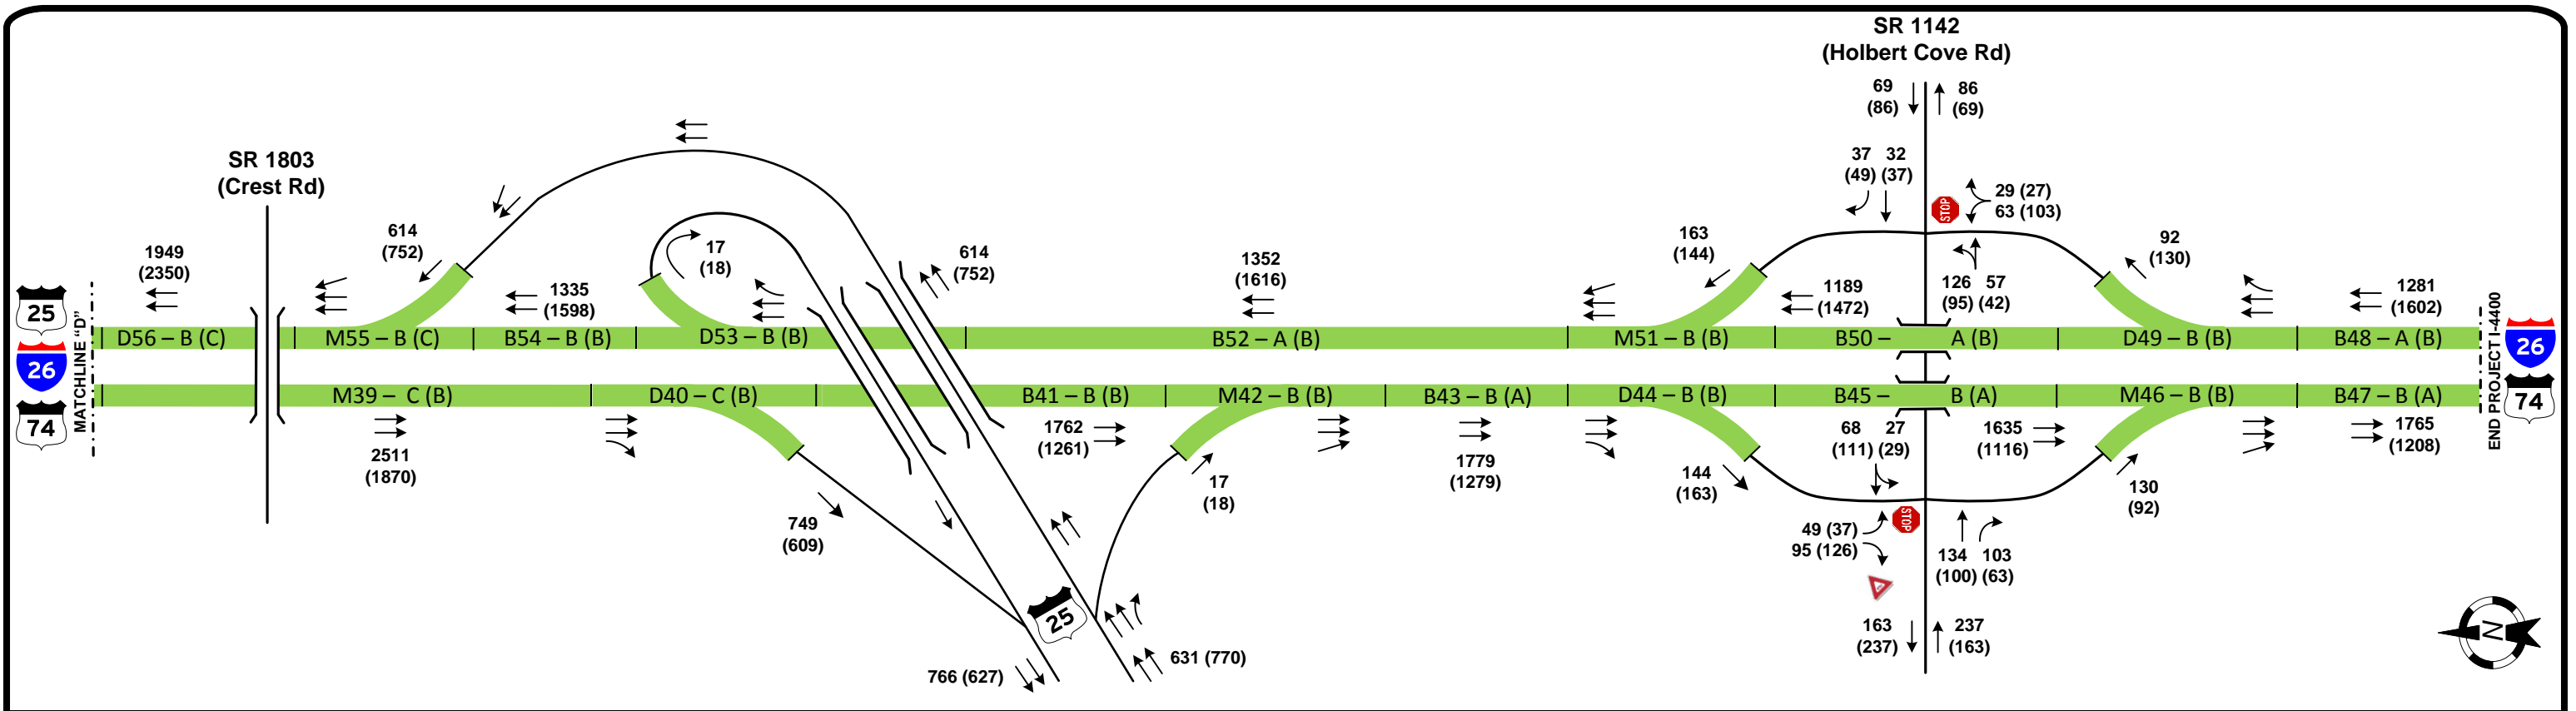 SR 1142
(Holbert Cove Rd)
69
(86)
86
(69)
SR 1803
(Crest Rd)
37 32
(49) (37)
STOP
29 (27)
63 (103)
1949
(2350)
614
(752)
17
(18)
614
(752)
1352
(1616)
163
(144)
126 57
(95) (42)
92
(130)
1335
(1598)
1189
(1472)
1281
(1602)
25
26
74
MATCHLINE “D”
D56 – B (C)
M55 – B (C)
B54 – B (B)
D53 – B (B)
B52 – A (B)
M51 – B (B)
B50 – A (B)
D49 – B (B)
B48 – A (B)
END PROJECT I-4400
26
74
M39 – C (B)
D40 – C (B)
B41 – B (B)
M42 – B (B)
B43 – B (A)
D44 – B (B)
B45 – B (A)
M46 – B (B)
B47 – B (A)
2511
(1870)
1762
(1261)
1779
(1279)
68 27
(111) (29)
1635
(1116)
1765
(1208)
749
(609)
17
(18)
144
(163)
130
(92)
49 (37)
95 (126)
STOP
134 103
(100) (63)
25
163
(237)
237
(163)
766 (627)
631 (770)
N